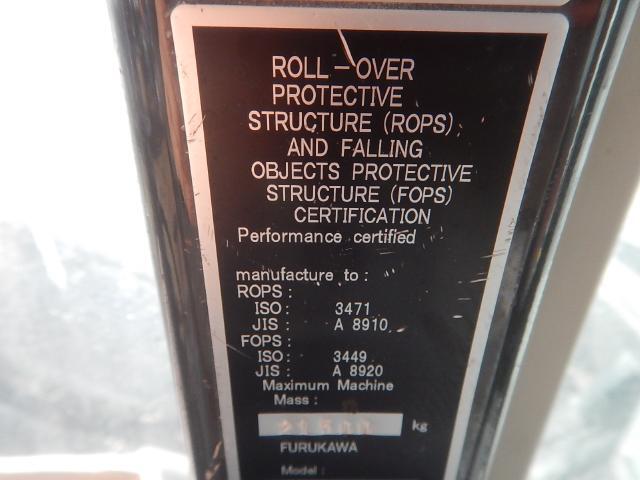 ROLL-OVER
PROTECTIVE
STRUCTURE (ROPS)
AND FALLING
OBJECTS PROTECTIVE
STRUCTURE (FOPS)
CERTIFICATION
Performance certified
manufacture to :
ROPS :
ISO: 3471
JIS : A 8910
FOPS :
ISO: 3449
JIS : A 8920
Maximum Machine
Mass :
kg
FURUKAWA
Model :